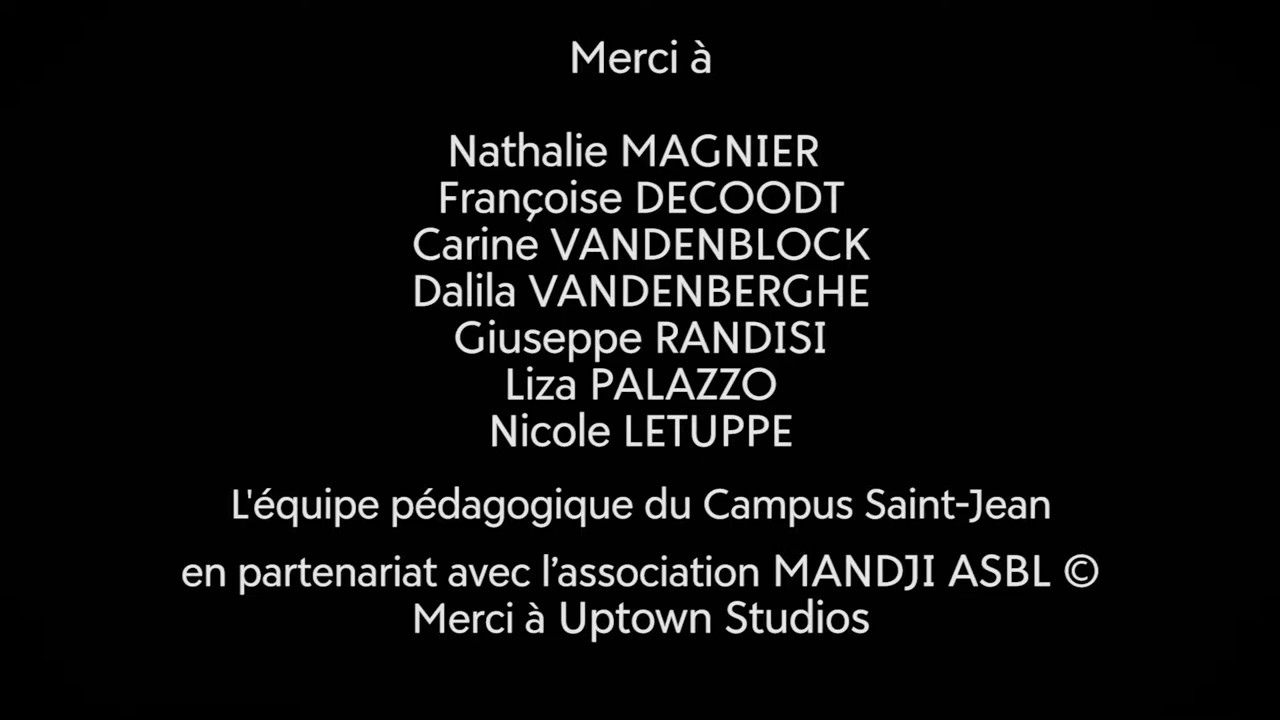 Merci à
Nathalie MAGNIER
Françoise DECOODT
Carine VANDENBLOCK
Dalila VANDENBERGHE
Giuseppe RANDISI
Liza PALAZZO
Nicole LETUPPE
L'équipe pédagogique du Campus Saint-Jean
en partenariat avec l’association MANDJI ASBL ©
Merci à Uptown Studios